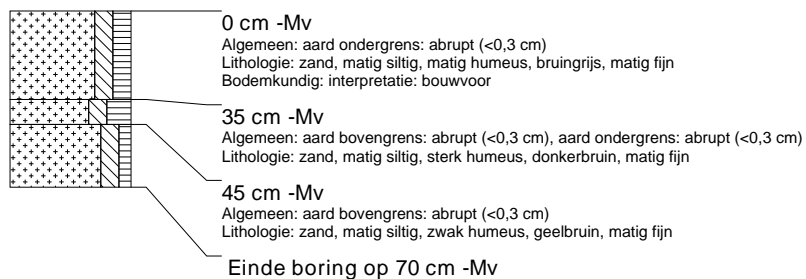 0 cm -Mv
Algemeen: aard ondergrens: abrupt (<0,3 cm)
Lithologie: zand, matig siltig, matig humeus, bruingrijs, matig fijn
Bodemkundig: interpretatie: bouwvoor
35 cm -Mv
Algemeen: aard bovengrens: abrupt (<0,3 cm), aard ondergrens: abrupt (<0,3 cm)
Lithologie: zand, matig siltig, sterk humeus, donkerbruin, matig fijn
45 cm -Mv
Algemeen: aard bovengrens: abrupt (<0,3 cm)
Lithologie: zand, matig siltig, zwak humeus, geelbruin, matig fijn
Einde boring op 70 cm -Mv